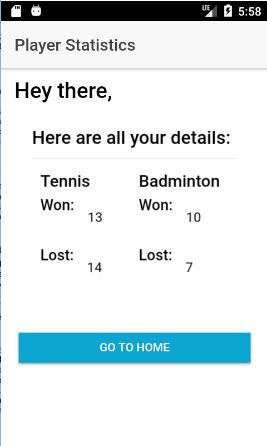 LTE 5:58
Player Statistics
Hey there,
Here are all your details:
Tennis Badminton
Won: Won:
13 10
Lost: Lost:
14 7
GO TO HOME